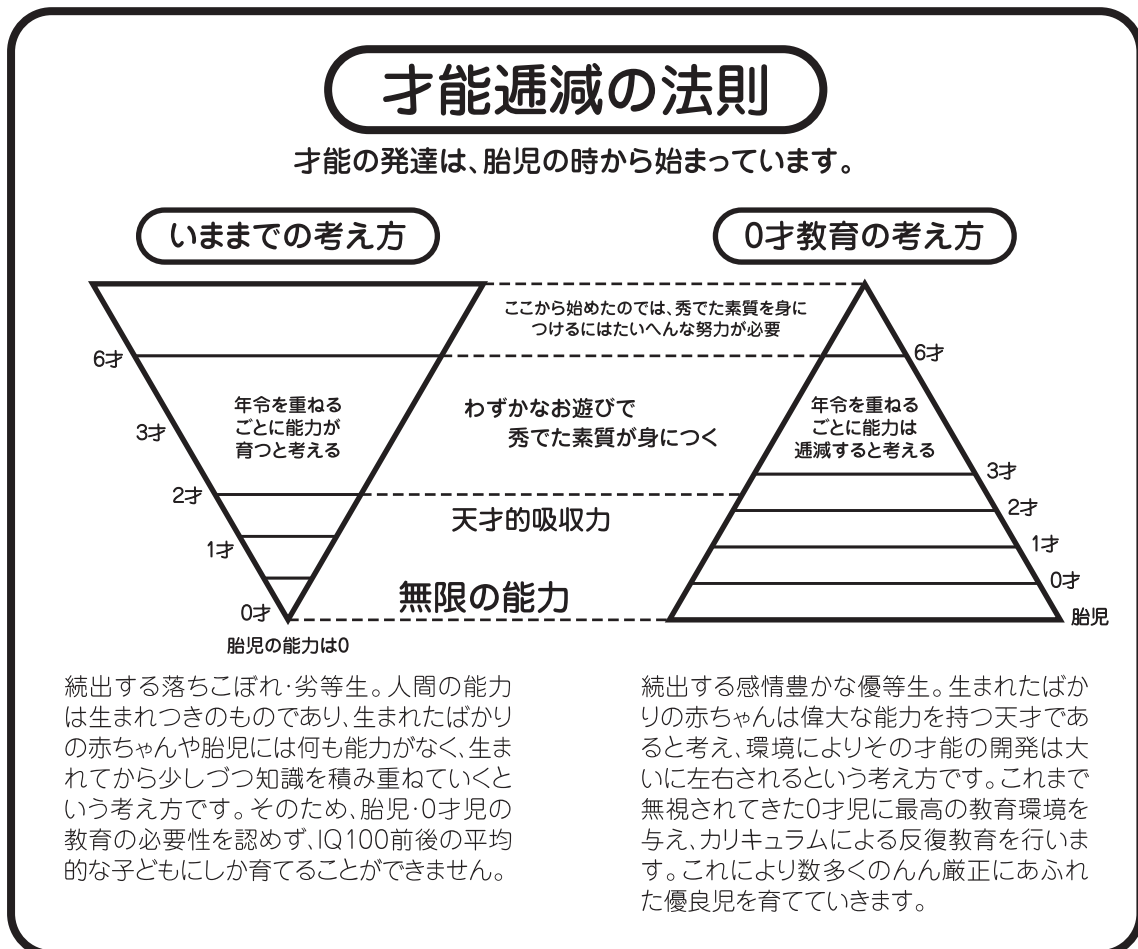 才能逓減の法則
才能の発達は、胎児の時から始まっています。
いままでの考え方
0才教育の考え方
6才
3才
2才
1才
0才
年令を重ねる
ごとに能力が
育つと考える
胎児の能力は0
ここから始めたのでは、秀でた素質を身に
つけるにはたいへんな努力が必要
わずかなお遊びで
秀でた素質が身につく
天才的吸収力
無限の能力
年令を重ねる
ごとに能力は
逓減すると考える
6才
3才
2才
1才
0才
胎児
続出する落ちこぼれ・劣等生。人間の能力
は生まれつきのものであり、生まれたばかり
の赤ちゃんや胎児には何も能力がなく、生ま
れてから少しづつ知識を積み重ねていくと
いう考え方です。そのため、胎児・0才児の
教育の必要性を認めず、IQ100前後の平均
的な子どもにしか育てることができません。
続出する感情豊かな優等生。生まれたばか
りの赤ちゃんは偉大な能力を持つ天才であ
ると考え、環境によりその才能の開発は大
いに左右されるという考え方です。これまで
無視されてきた0才児に最高の教育環境を
与え、カリキュラムによる反復教育を行いま
す。これにより数多くのんん厳正にあふれ
た優良児を育てていきます。